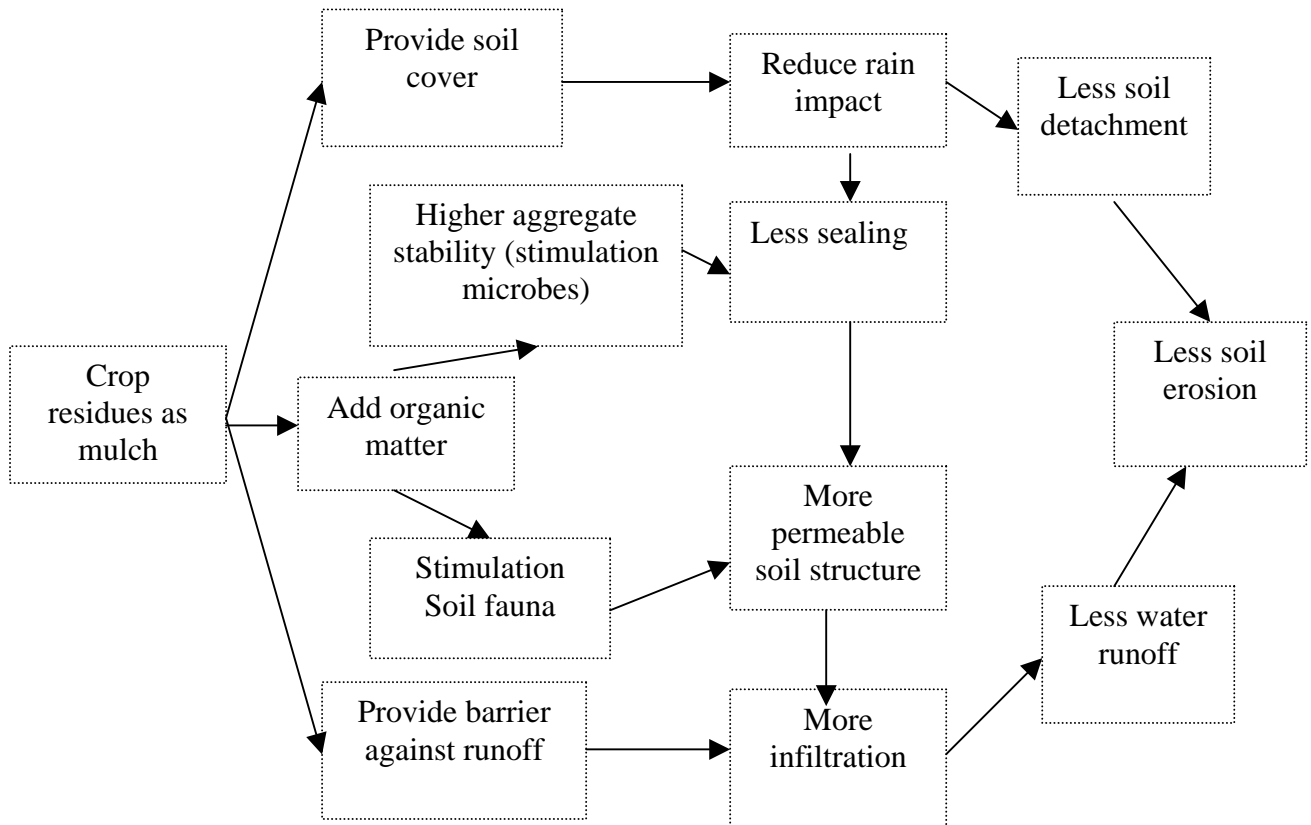 Provide soil
cover
Reduce rain
impact
Less soil
detachment
Higher aggregate
stability (stimulation
microbes)
Less sealing
Less soil
erosion
Crop
residues as
mulch
Add organic
matter
More
permeable
soil structure
Stimulation
Soil fauna
Less water
runoff
Provide barrier
against runoff
More
infiltration